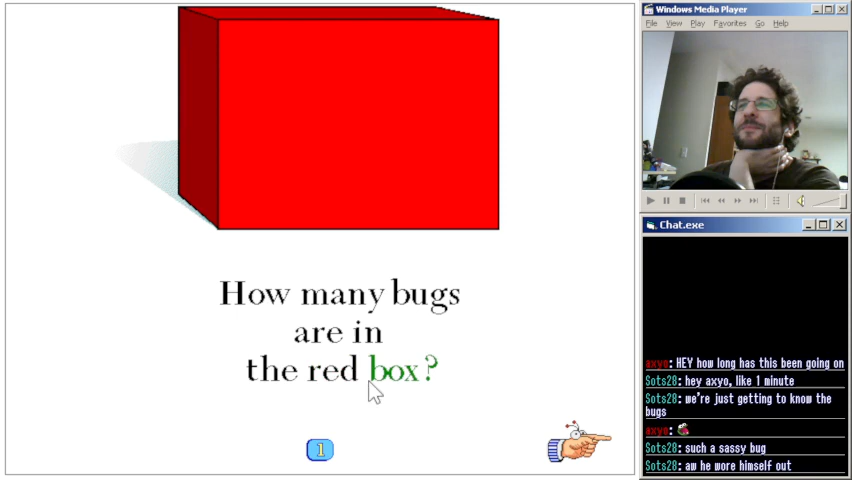 How many bugs
are in
the red box?
1
Windows Media Player
File View Play Favorites Go Help
Chat.exe
axyo: HEY how long has this been going on
Sots28: hey axyo, like 1 minute
Sots28: we're just getting to know the
bugs
axyo:
Sots28: such a sassy bug
Sots28: aw he wore himself out